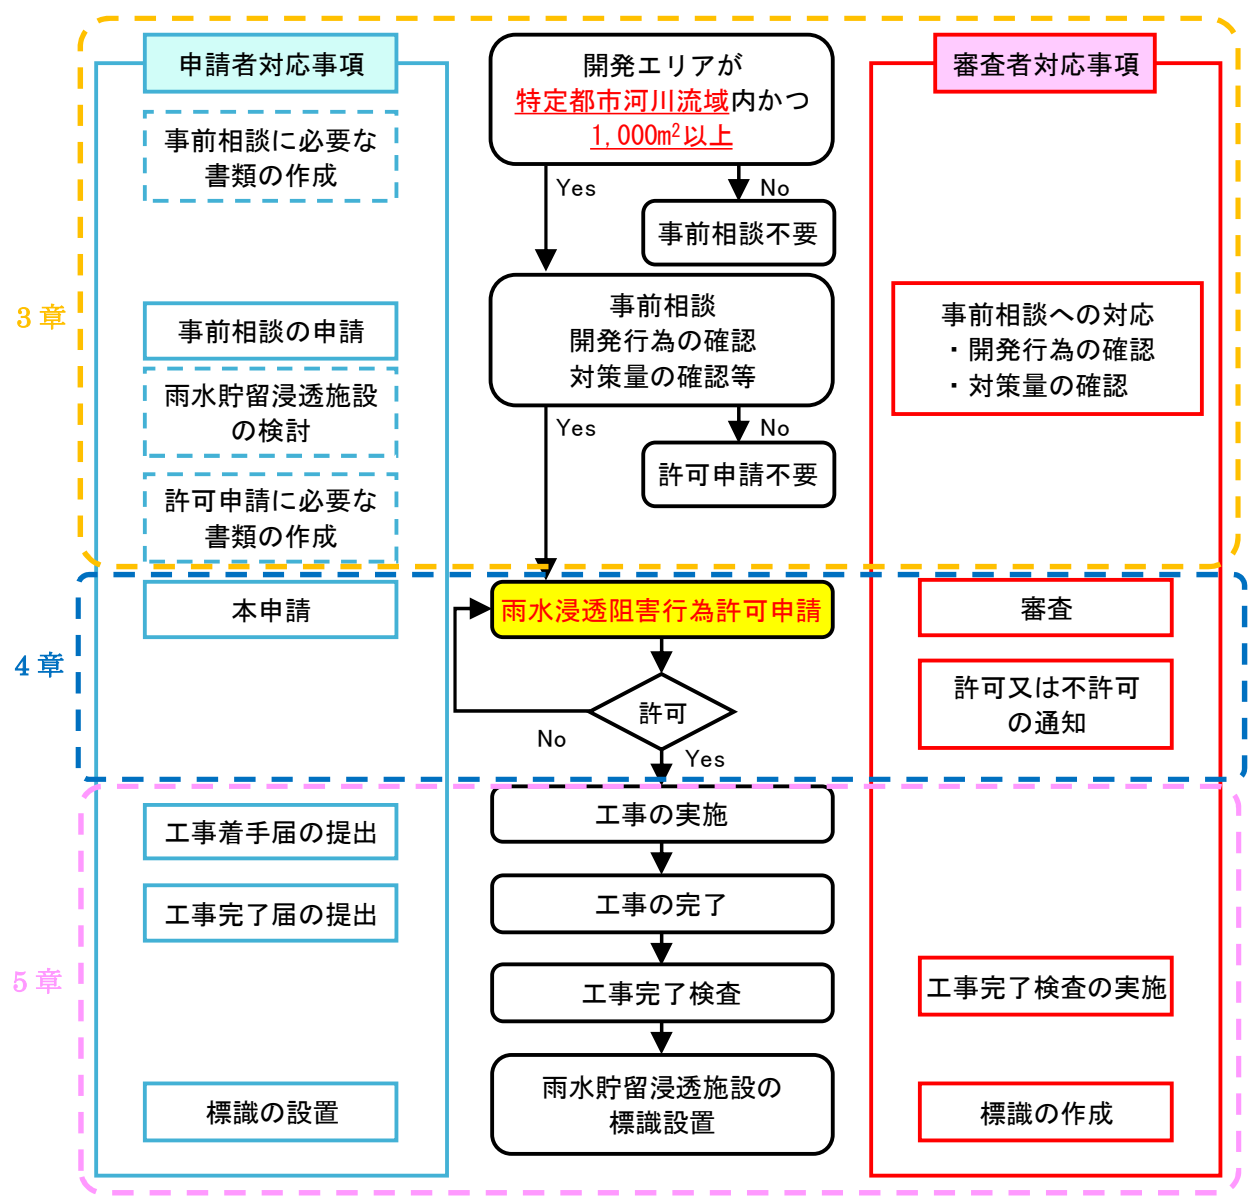 申請者対応事項
事前相談に必要な
書類の作成
事前相談の申請
雨水貯留浸透施設
の検討
許可申請に必要な
書類の作成
本申請
工事着手届の提出
工事完了届の提出
標識の設置
開発エリアが
特定都市河川流域内かつ
1,000m²以上
Yes
No
事前相談不要
事前相談
開発行為の確認
対策量の確認等
Yes
No
許可申請不要
雨水浸透阻害行為許可申請
許可
No
Yes
工事の実施
工事の完了
工事完了検査
雨水貯留浸透施設の
標識設置
審査者対応事項
事前相談への対応
・開発行為の確認
・対策量の確認
審査
許可又は不許可
の通知
工事完了検査の実施
標識の作成
3章
4章
5章